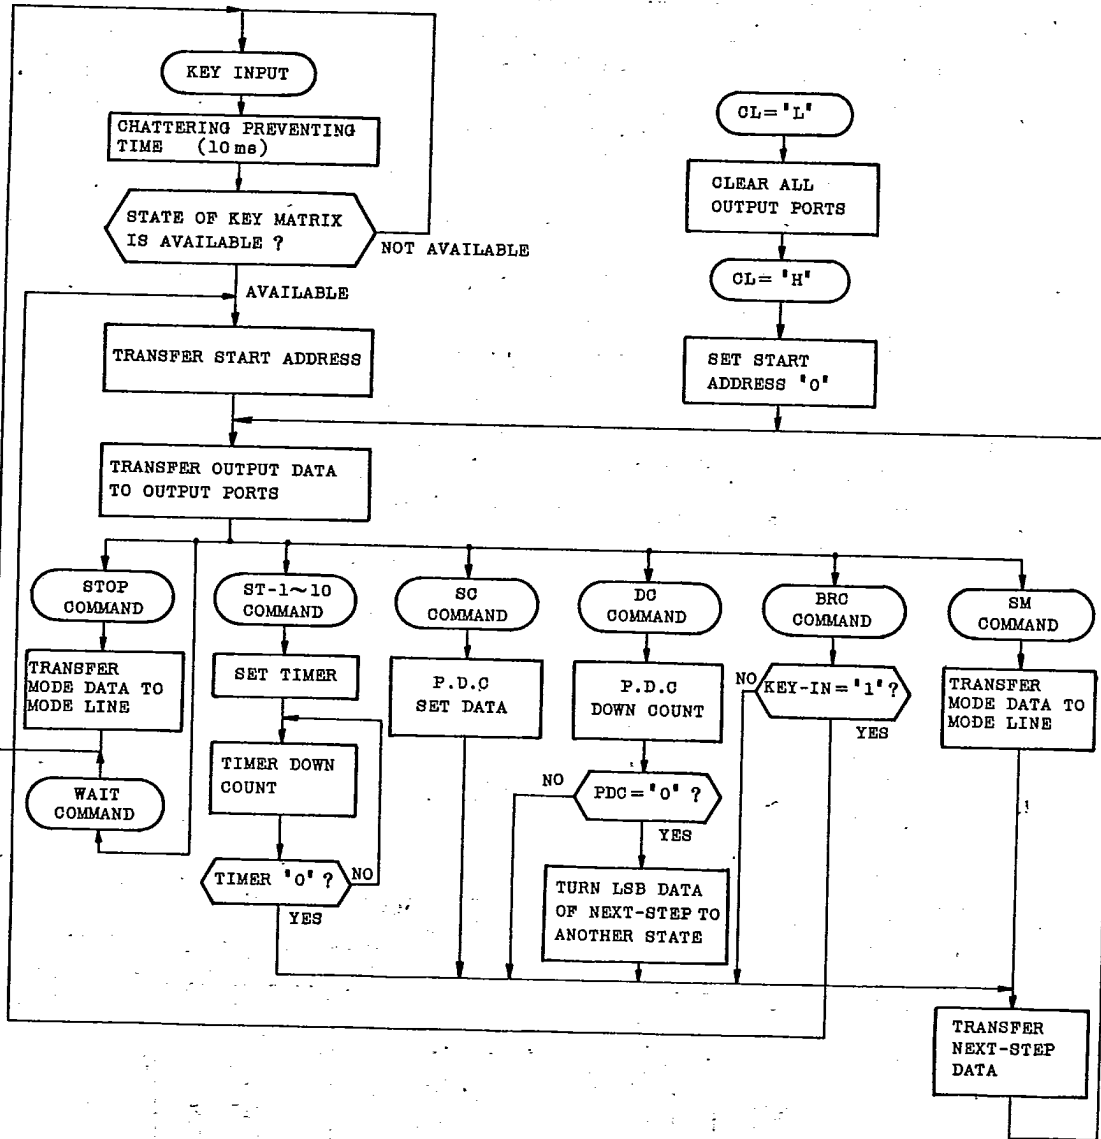 KEY INPUT
CHATTERING PREVENTING
TIME (10ms)
STATE OF KEY MATRIX
IS AVAILABLE ?
NOT AVAILABLE
AVAILABLE
TRANSFER START ADDRESS
CL="L"
CLEAR ALL
OUTPUT PORTS
CL="H"
SET START
ADDRESS "0"
TRANSFER OUTPUT DATA
TO OUTPUT PORTS
STOP
COMMAND
TRANSFER
MODE DATA TO
MODE LINE
WAIT
COMMAND
ST-1~10
COMMAND
SET TIMER
TIMER DOWN
COUNT
TIMER "0" ?
NO
YES
SC
COMMAND
P.D.C
SET DATA
DC
COMMAND
P.D.C
DOWN COUNT
NO
PDC="0" ?
YES
TURN LSB DATA
OF NEXT-STEP TO
ANOTHER STATE
BRC
COMMAND
NO
KEY-IN="1"?
YES
SM
COMMAND
TRANSFER
MODE DATA TO
MODE LINE
TRANSFER
NEXT-STEP
DATA